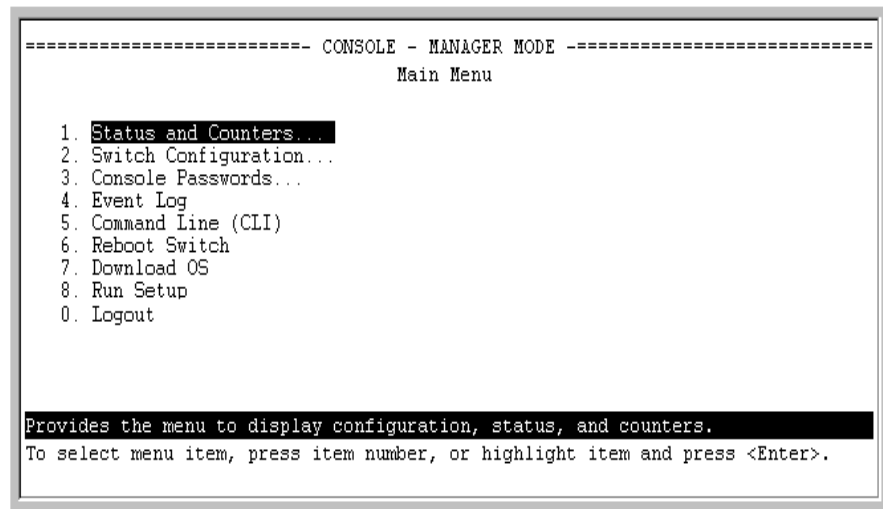 ==========================- CONSOLE - MANAGER MODE -============================
Main Menu
1. Status and Counters...
2. Switch Configuration...
3. Console Passwords...
4. Event Log
5. Command Line (CLI)
6. Reboot Switch
7. Download OS
8. Run Setup
0. Logout
Provides the menu to display configuration, status, and counters.
To select menu item, press item number, or highlight item and press <Enter>.